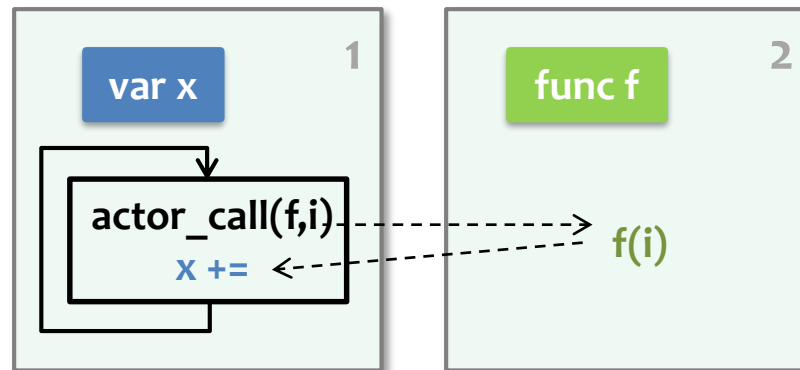 1
var x
actor_call(f,i)
x +=
2
func f
f(i)